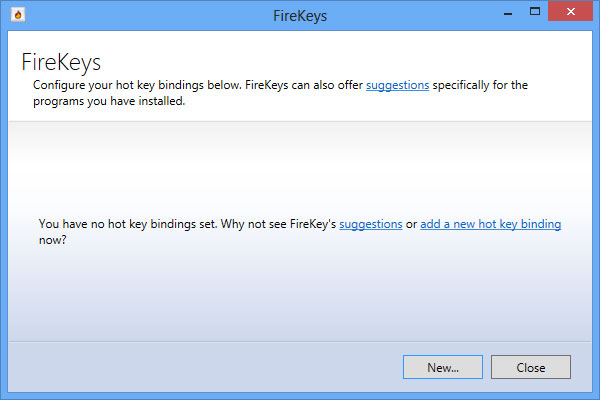 FireKeys
FireKeys
Configure your hot key bindings below. FireKeys can also offer suggestions specifically for the
programs you have installed.
You have no hot key bindings set. Why not see FireKey's suggestions or add a new hot key binding
now?
New...
Close